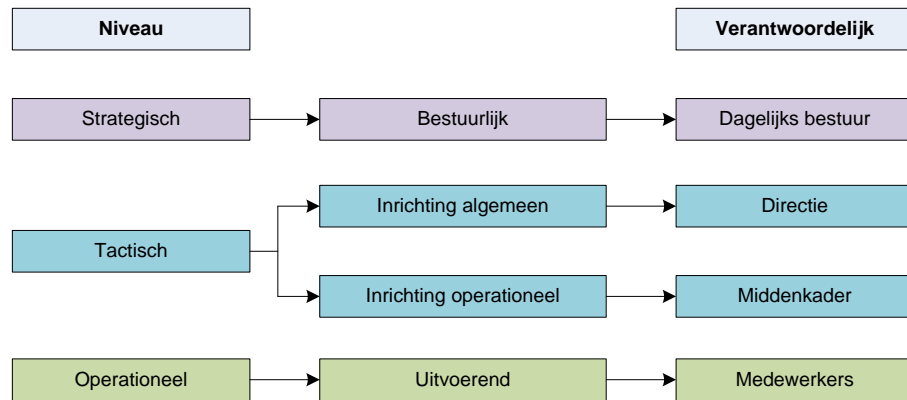 Niveau
Verantwoordelijk
Strategisch
Bestuurlijk
Dagelijks bestuur
Tactisch
Inrichting algemeen
Directie
Inrichting operationeel
Middenkader
Operationeel
Uitvoerend
Medewerkers